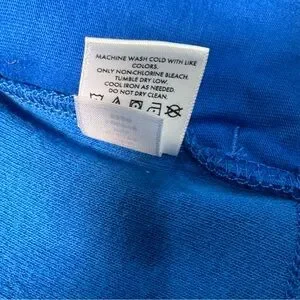 MACHINE WASH COLD WITH LIKE
COLORS.
ONLY NON-CHLORINE BLEACH.
TUMBLE DRY LOW.
COOL IRON AS NEEDED.
DO NOT DRY CLEAN.